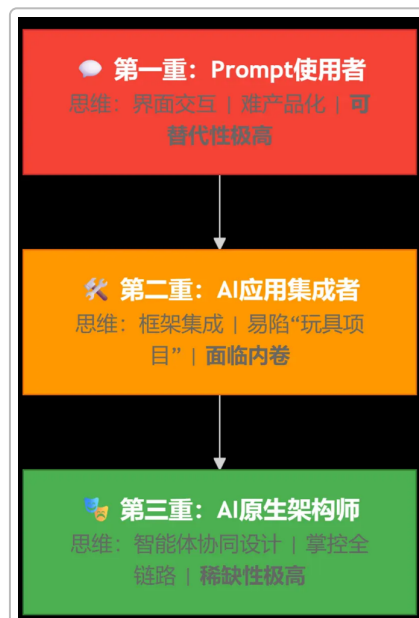 💬 第一重：Prompt使用者
思维：界面交互 | 难产品化 | 可
替代性极高
🛠️ 第二重：AI应用集成者
思维：框架集成 | 易陷“玩具项
目” | 面临内卷
🎭 第三重：AI原生架构师
思维：智能体协同设计 | 掌控全
链路 | 稀缺性极高